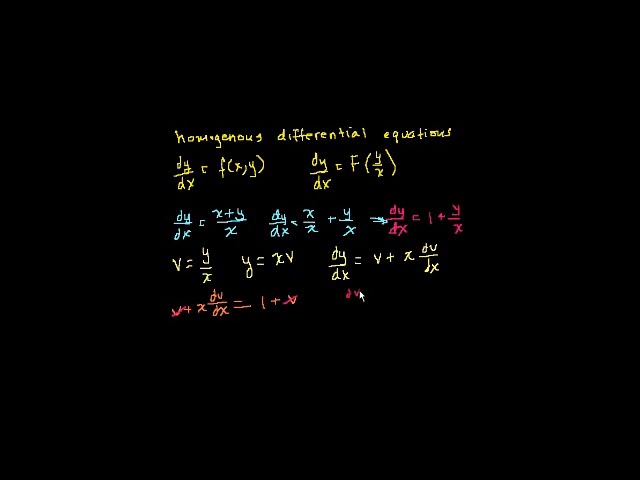 homogenous differential equations
dy/dx = f(x,y) dy/dx = F(y/x)
dy/dx = x+y/x dy/dx = x/x + y/x ⇒ dy/dx = 1 + y/x
v = y/x y = xv dy/dx = v + x dv/dx
v + x dv/dx = 1 + v dv